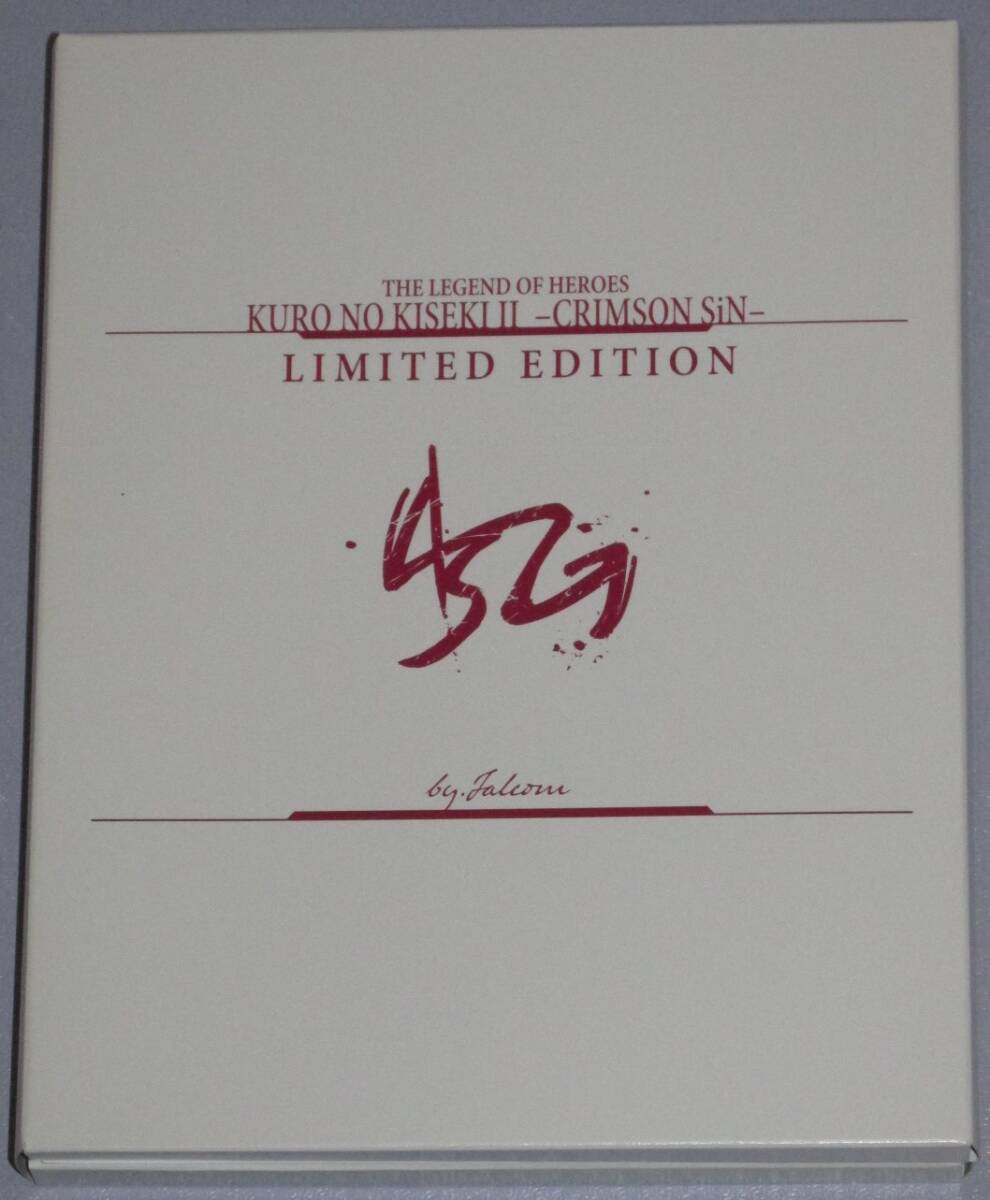 THE LEGEND OF HEROES
KURO NO KISEKI II –CRIMSON SiN–
LIMITED EDITION
by.Falcom